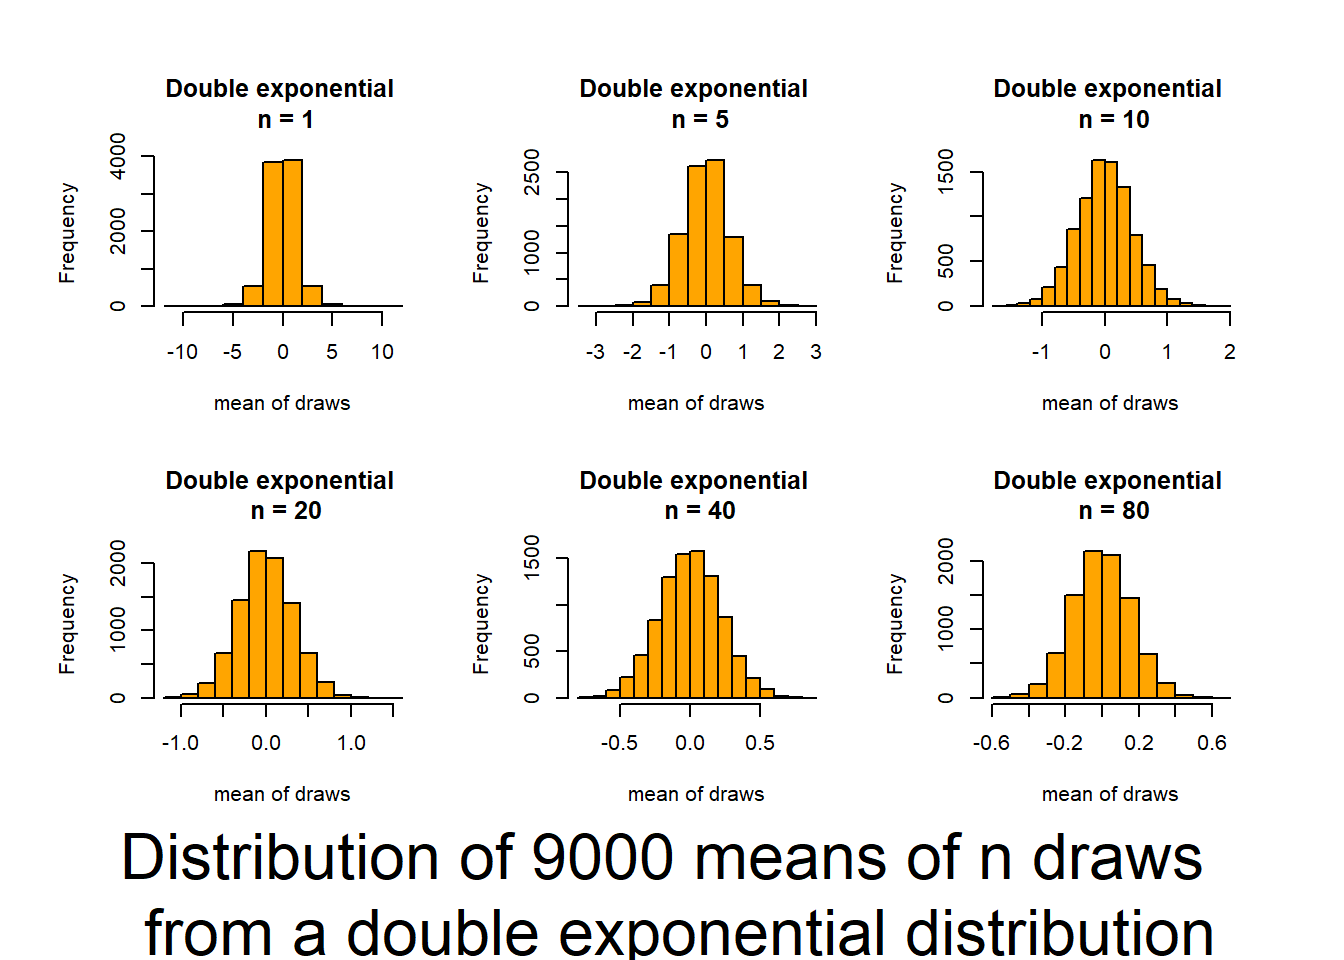 Double exponential
n = 1
Frequency
0 2000 4000
-10 -5 0 5 10
mean of draws
Double exponential
n = 5
Frequency
0 1000 2500
-3 -2 -1 0 1 2 3
mean of draws
Double exponential
n = 10
Frequency
0 500 1500
-1 0 1 2
mean of draws
Double exponential
n = 20
Frequency
0 1000 2000
-1.0 0.0 1.0
mean of draws
Double exponential
n = 40
Frequency
0 500 1500
-0.5 0.0 0.5
mean of draws
Double exponential
n = 80
Frequency
0 1000 2000
-0.6 -0.2 0.2 0.6
mean of draws
Distribution of 9000 means of n draws
from a double exponential distribution